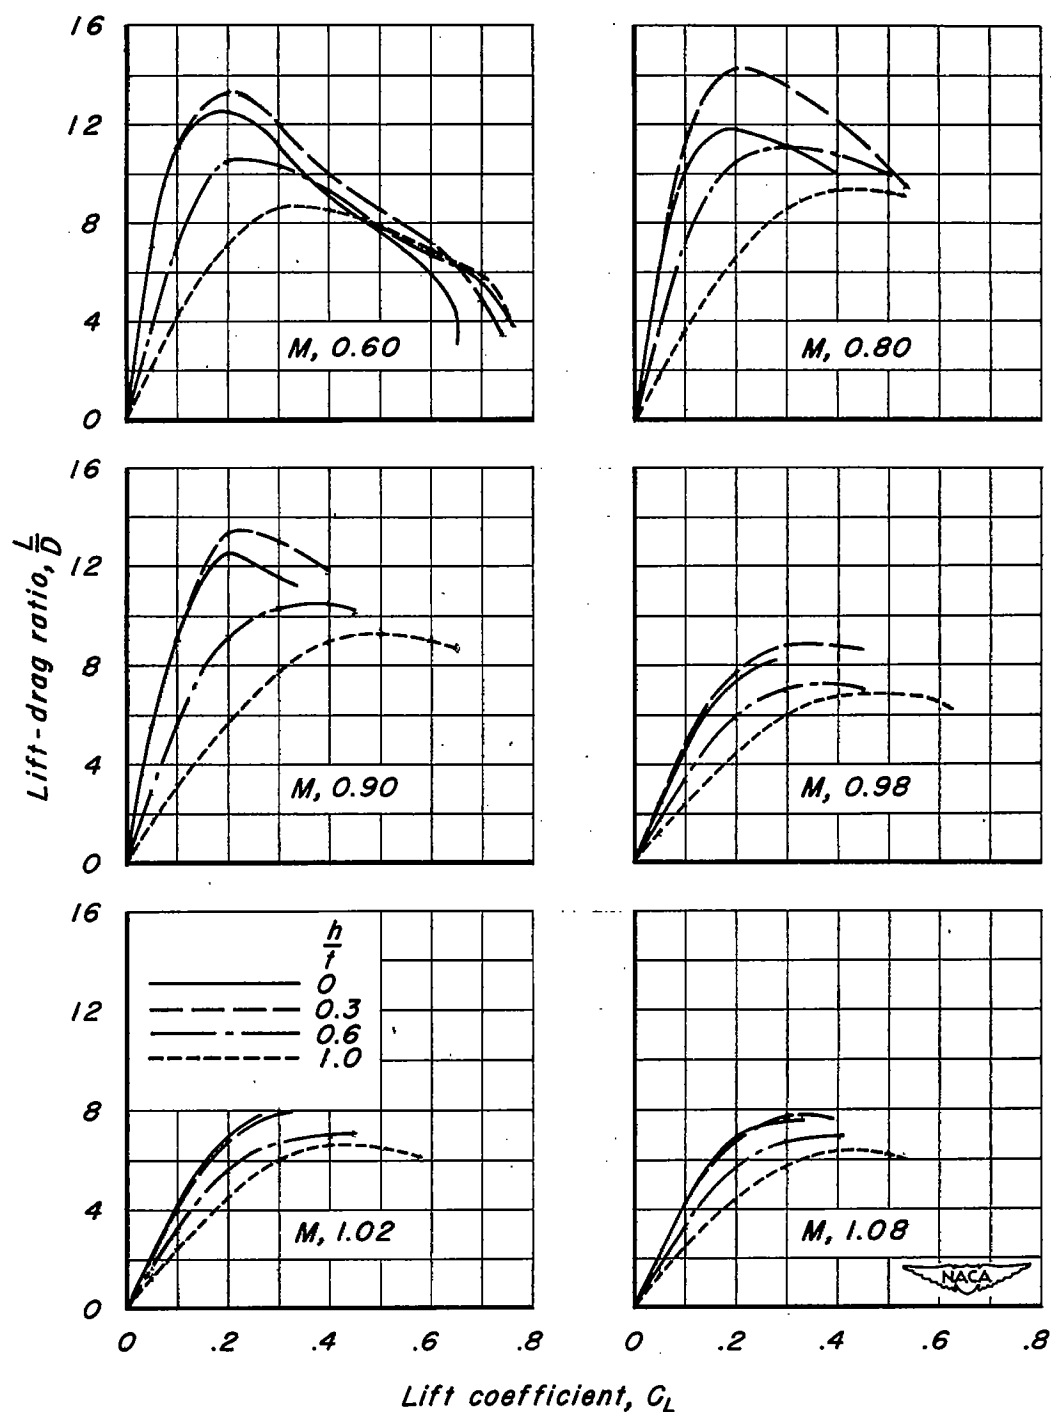 16
12
8
4
0
M, 0.60
M, 0.80
16
12
8
4
0
M, 0.90
M, 0.98
Lift-drag ratio, L/D
16
12
8
4
0
h/t
0
0.3
0.6
1.0
M, 1.02
M, 1.08
NACA
0 .2 .4 .6 .8
0 .2 .4 .6 .8
Lift coefficient, CL